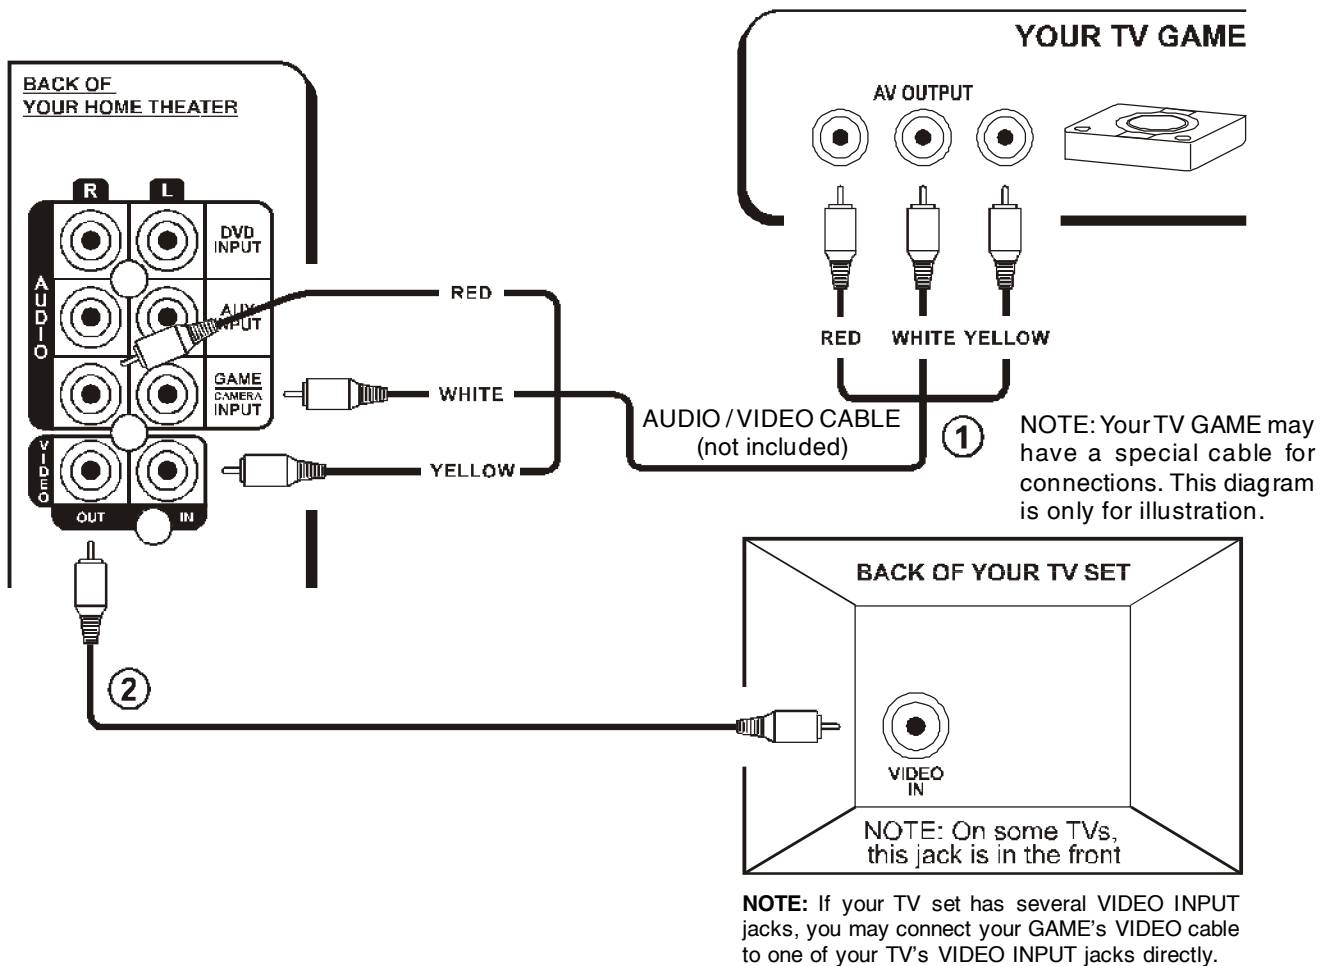 YOUR TV GAME
AV OUTPUT
BACK OF
YOUR HOME THEATER
R L
AUDIO
DVD
INPUT
AUX
INPUT
GAME
CAMERA
INPUT
VIDEO
OUT IN
RED
WHITE
YELLOW
RED WHITE YELLOW
AUDIO / VIDEO CABLE
(not included)
1
NOTE: Your TV GAME may
have a special cable for
connections. This diagram
is only for illustration.
2
BACK OF YOUR TV SET
VIDEO
IN
NOTE: On some TVs,
this jack is in the front
NOTE: If your TV set has several VIDEO INPUT
jacks, you may connect your GAME's VIDEO cable
to one of your TV's VIDEO INPUT jacks directly.